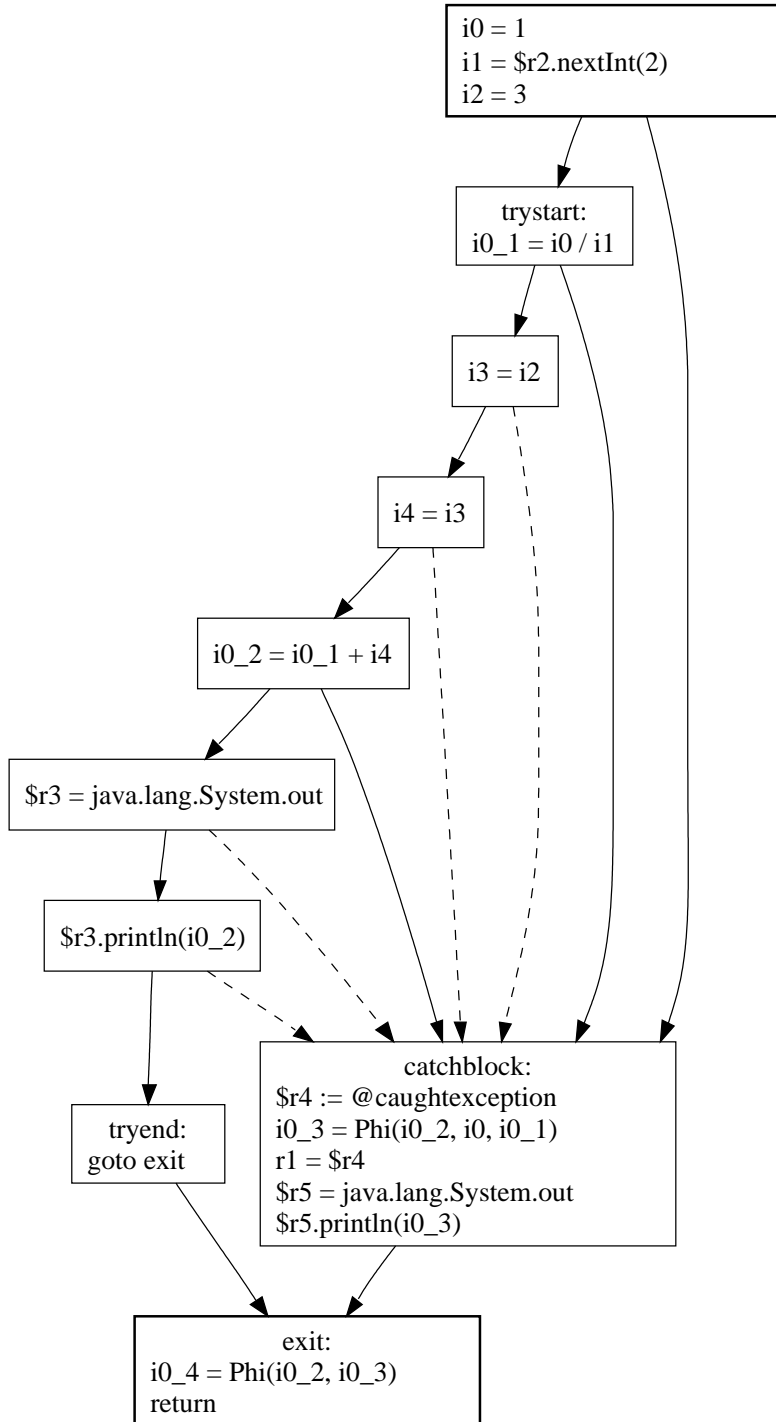 i0 = 1
i1 = $r2.nextInt(2)
i2 = 3
trystart:
i0_1 = i0 / i1
i3 = i2
i4 = i3
i0_2 = i0_1 + i4
$r3 = java.lang.System.out
$r3.println(i0_2)
catchblock:
$r4 := @caughtexception
i0_3 = Phi(i0_2, i0, i0_1)
r1 = $r4
$r5 = java.lang.System.out
$r5.println(i0_3)
tryend:
goto exit
exit:
i0_4 = Phi(i0_2, i0_3)
return